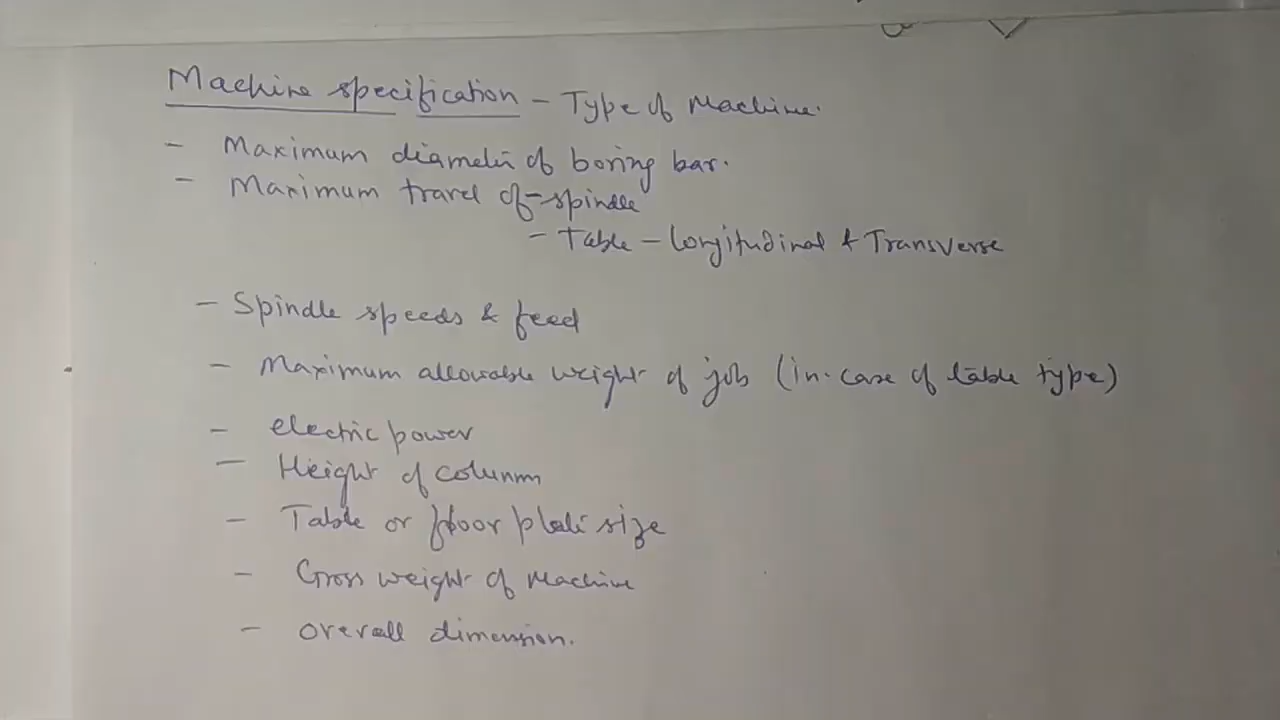 Machine specification - Type of Machine.
- Maximum diameter of boring bar.
- Maximum travel of - spindle
- Table - Longitudinal & Transverse
- Spindle speeds & feed
- Maximum allowable weight of job (in-case of table type)
- electric power
- Height of column
- Table or floor plate size
- Gross weight of Machine
- overall dimension.